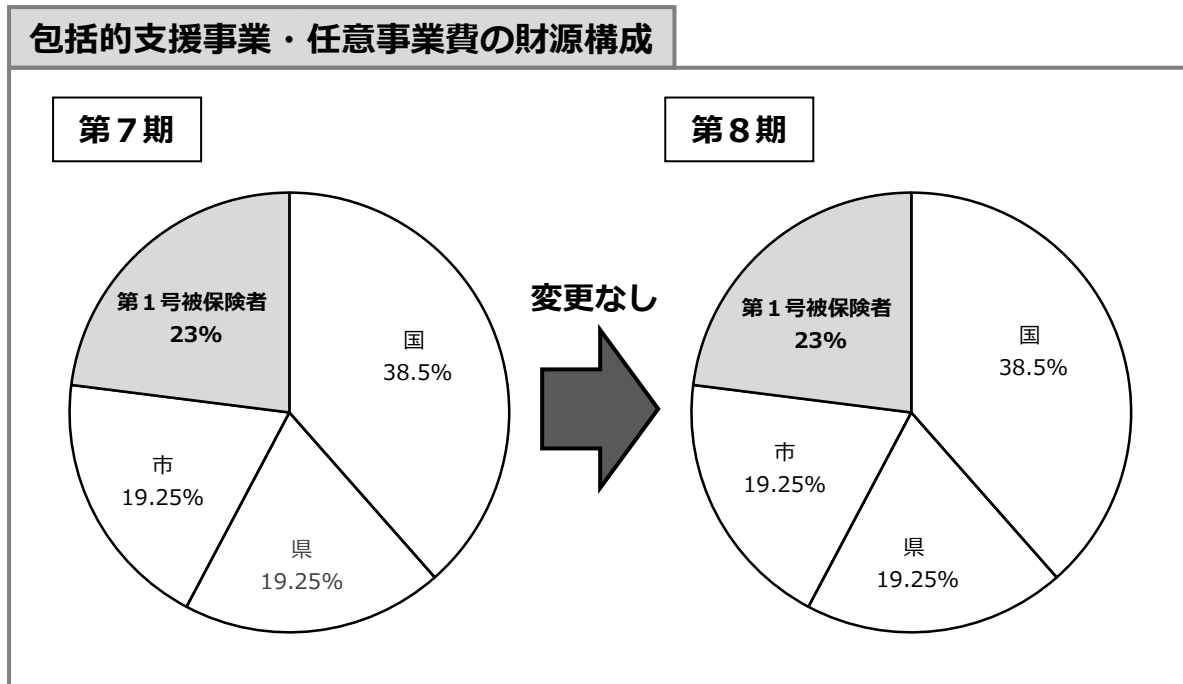 包括的支援事業・任意事業費の財源構成
第７期
第８期
第１号被保険者
23%
国
38.5%
市
19.25%
県
19.25%
変更なし
第１号被保険者
23%
国
38.5%
市
19.25%
県
19.25%